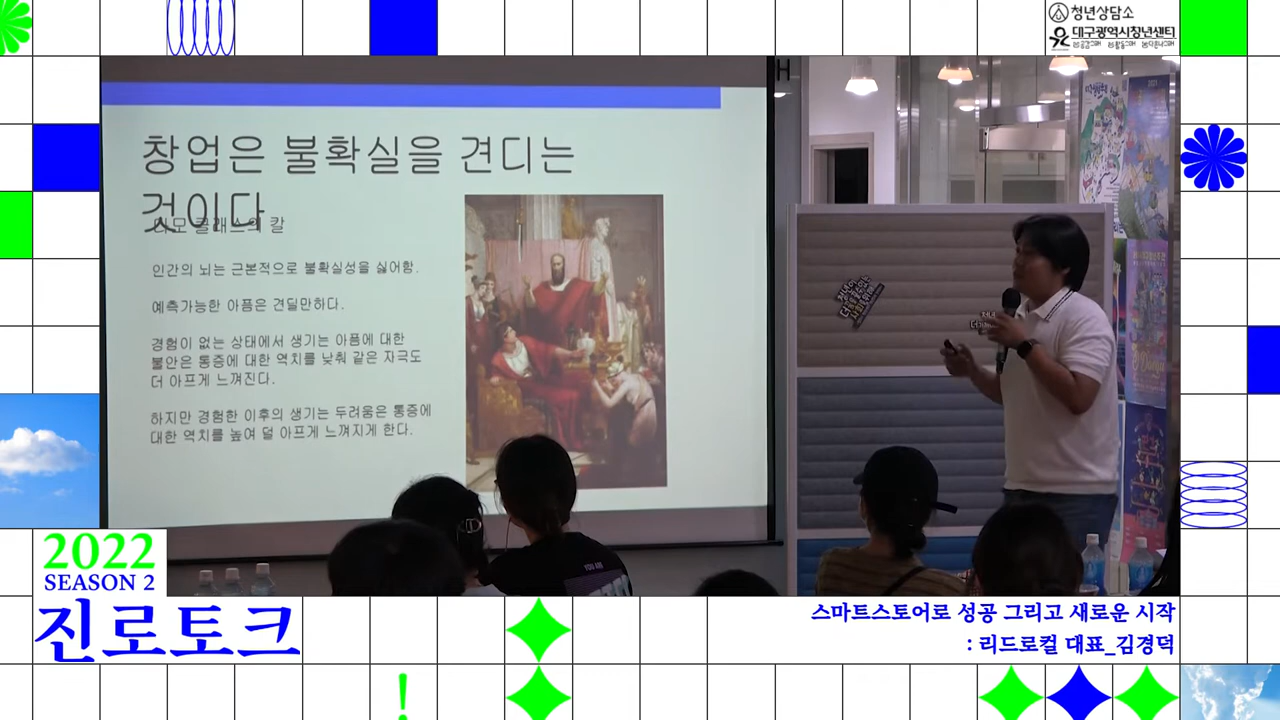 청년상담소
대구광역시청년센터
창업은 불확실을 견디는
것이다
다모클래스의 칼
인간의 뇌는 근본적으로 불확실성을 싫어함.
예측가능한 아픔은 견딜만하다.
경험이 없는 상태에서 생기는 아픔에 대한
불안은 통증에 대한 역치를 낮춰 같은 자극도
더 아프게 느껴진다.
하지만 경험한 이후의 생기는 두려움은 통증에
대한 역치를 높여 덜 아프게 느껴지게 한다.
YOU ARE
2022
SEASON 2
진로토크
스마트스토어로 성공 그리고 새로운 시작
: 리드로컬 대표_김경덕